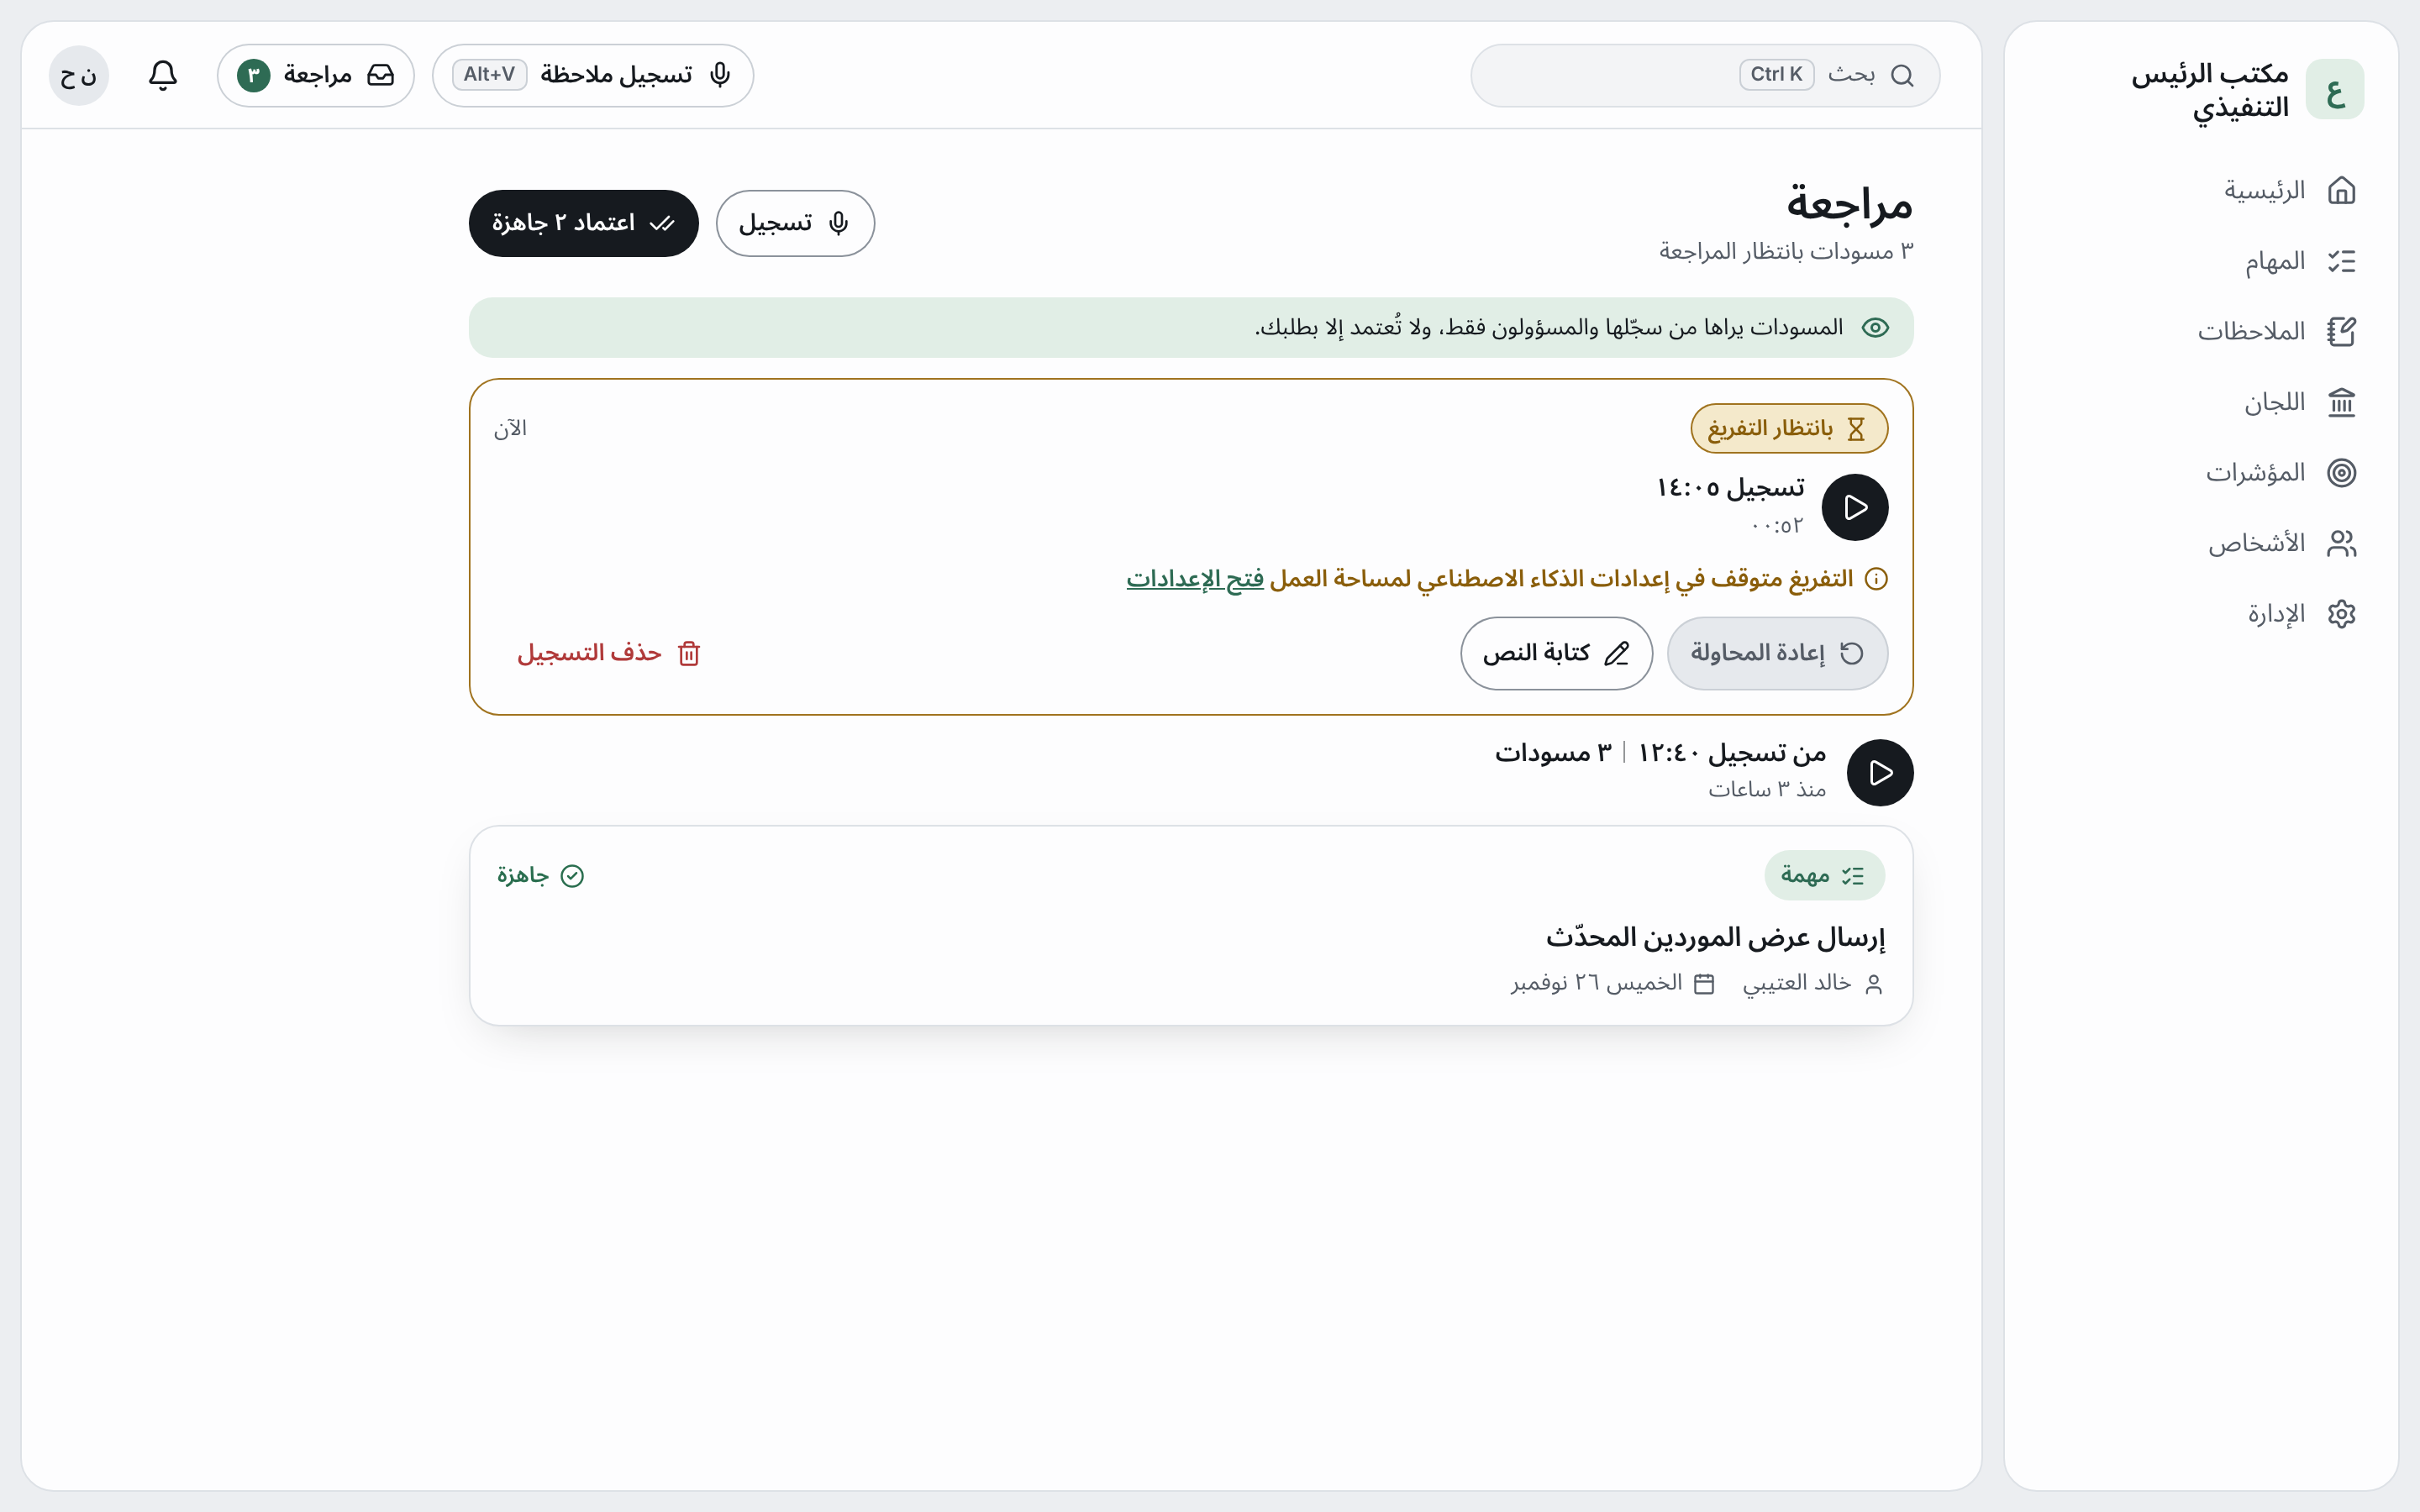 ع
مكتب الرئيس
التنفيذي
الرئيسية
المهام
الملاحظات
اللجان
المؤشرات
الأشخاص
الإدارة
بحث Ctrl K
تسجيل ملاحظة Alt+V
مراجعة ٣
ن ح
مراجعة
٣ مسودات بانتظار المراجعة
تسجيل
اعتماد ٢ جاهزة
المسودات يراها من سجّلها والمسؤولون فقط، ولا تُعتمد إلا بطلبك.
بانتظار التفريغ
الآن
تسجيل ١٤:٠٥
٠٠:٥٢
التفريغ متوقف في إعدادات الذكاء الاصطناعي لمساحة العمل فتح الإعدادات
إعادة المحاولة
كتابة النص
حذف التسجيل
من تسجيل ١٢:٤٠ | ٣ مسودات
منذ ٣ ساعات
مهمة
جاهزة
إرسال عرض الموردين المحدّث
خالد العتيبي
الخميس ٢٦ نوفمبر